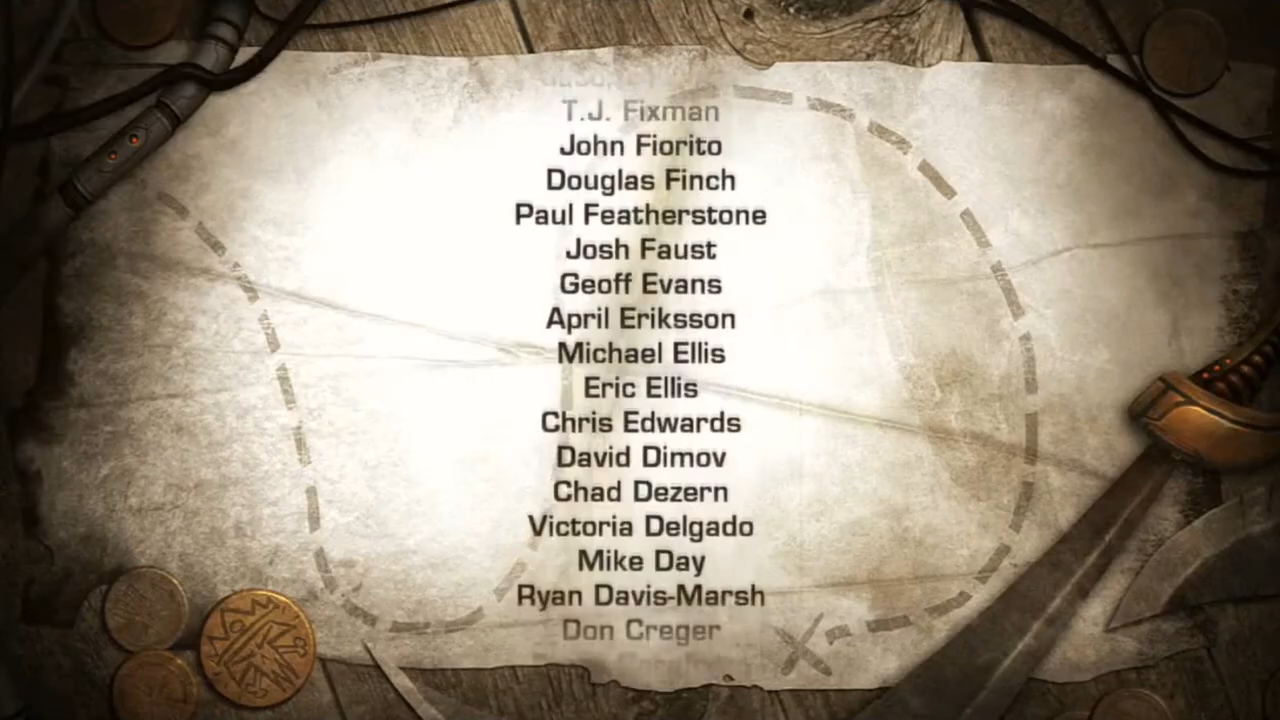 T.J. Fixman
John Fiorito
Douglas Finch
Paul Featherstone
Josh Faust
Geoff Evans
April Eriksson
Michael Ellis
Eric Ellis
Chris Edwards
David Dimov
Chad Dezern
Victoria Delgado
Mike Day
Ryan Davis-Marsh
Don Creger